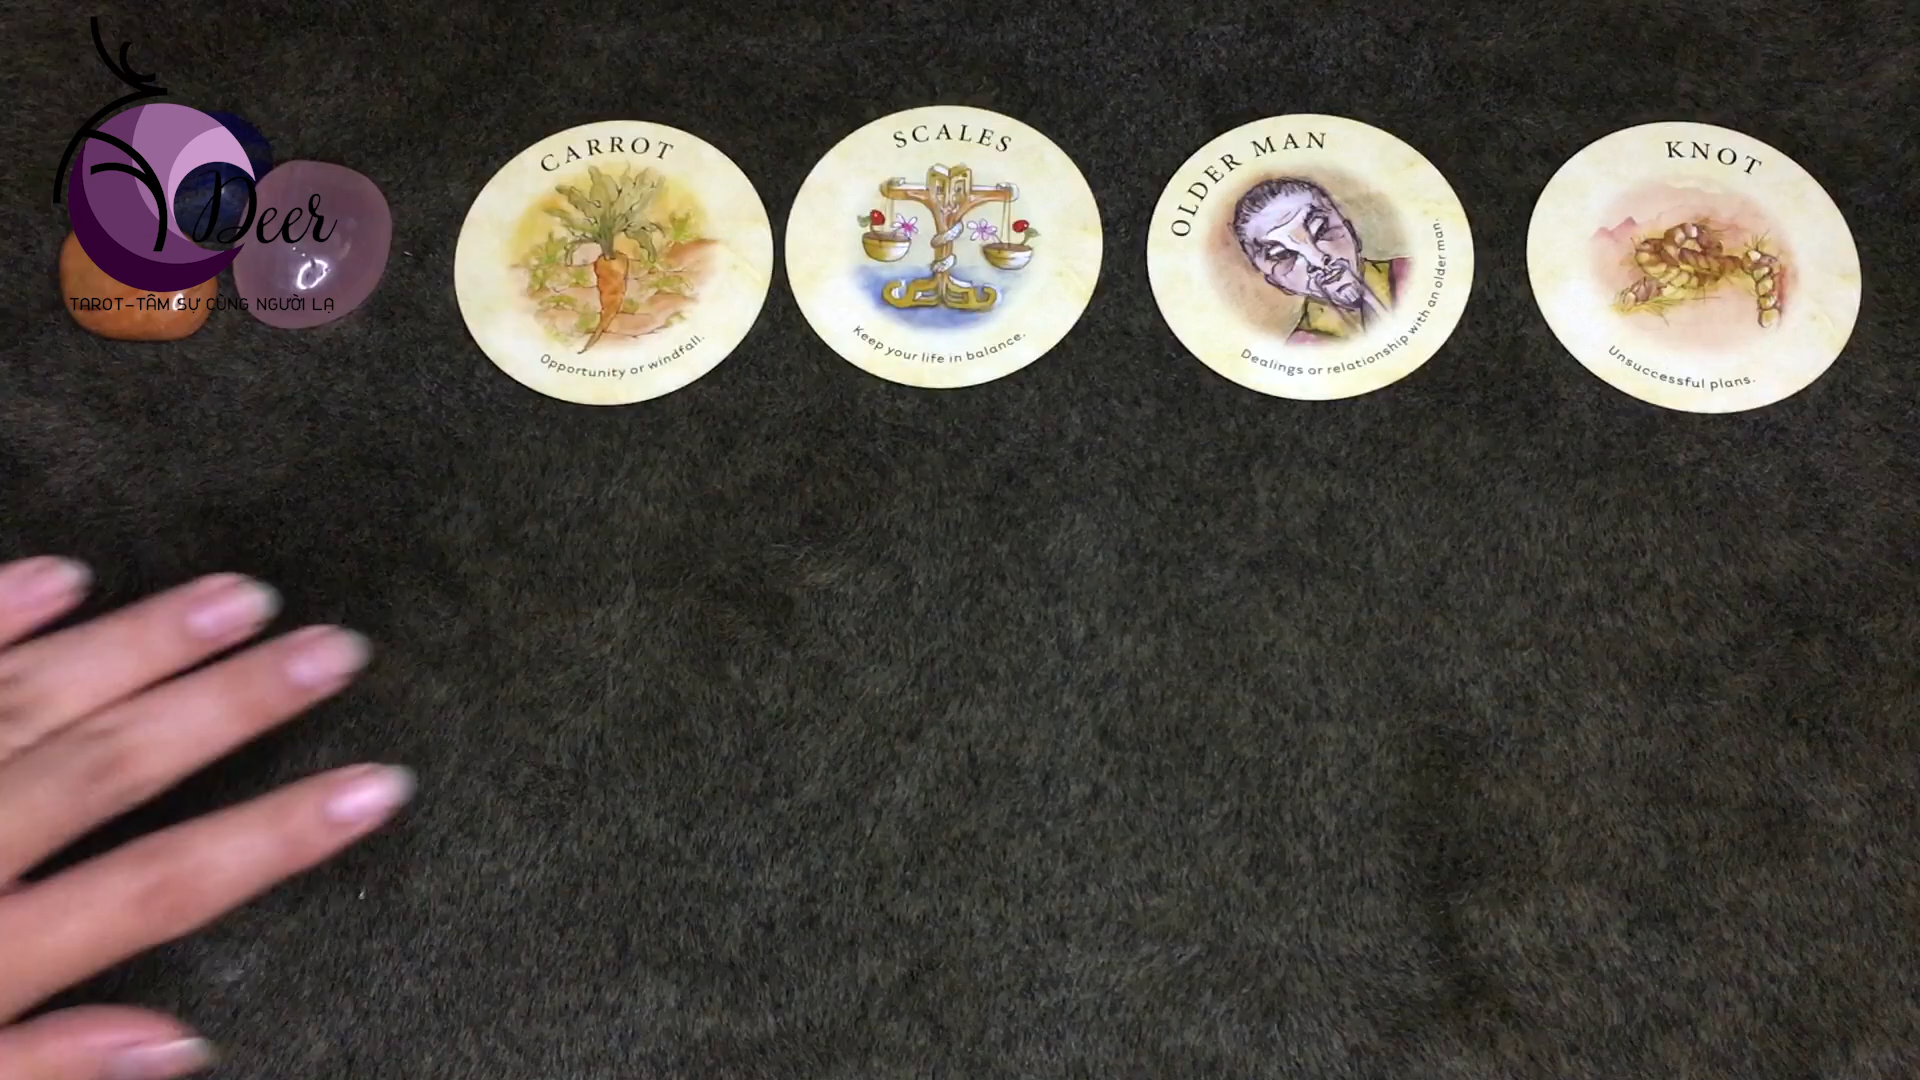 Deer
TAROT-TÂM SỰ CÙNG NGƯỜI LẠ
CARROT
Opportunity or windfall.
SCALES
Keep your life in balance.
OLDER MAN
Dealings or relationship with an older man.
KNOT
Unsuccessful plans.